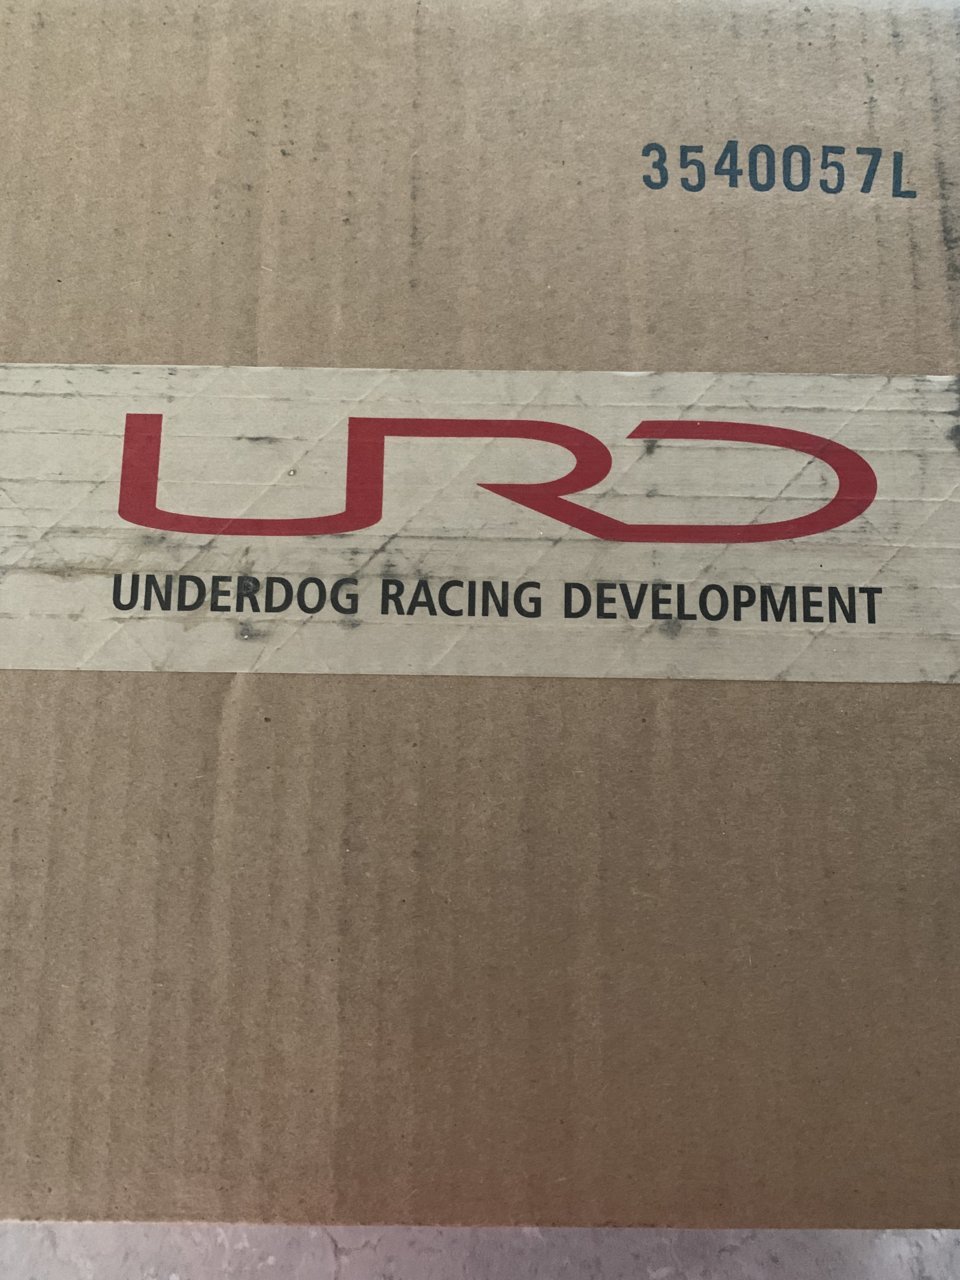 3540057L
URD
UNDERDOG RACING DEVELOPMENT